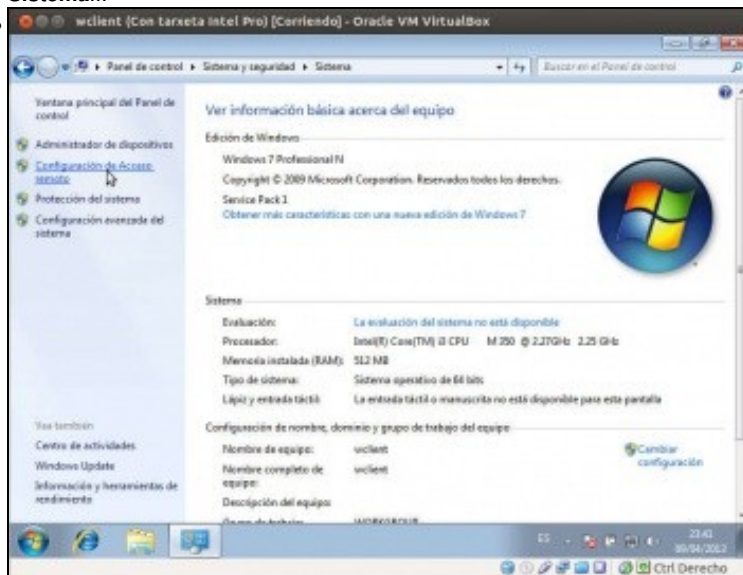 wclient (Con tarxeta Intel Pro) [Corriendo] - Oracle VM VirtualBox
Panel de control ▸ Sistema y seguridad ▸ Sistema
Buscar en el Panel de control
Ventana principal del Panel de
control
Administrador de dispositivos
Configuración de Acceso
remoto
Protección del sistema
Configuración avanzada del
sistema
Vea también
Centro de actividades
Windows Update
Información y herramientas de
rendimiento
Ver información básica acerca del equipo
Edición de Windows
Windows 7 Professional N
Copyright © 2009 Microsoft Corporation. Reservados todos los derechos.
Service Pack 1
Obtener más características con una nueva edición de Windows 7
Sistema
Evaluación: La evaluación del sistema no está disponible
Procesador: Intel(R) Core(TM) i3 CPU M 350 @ 2.27GHz 2.25 GHz
Memoria instalada (RAM): 512 MB
Tipo de sistema: Sistema operativo de 64 bits
Lápiz y entrada táctil: La entrada táctil o manuscrita no está disponible para esta pantalla
Configuración de nombre, dominio y grupo de trabajo del equipo
Nombre de equipo: wclient
Cambiar
configuración
Nombre completo de
equipo: wclient
Descripción del equipo:
Grupo de trabajo: WORKGROUP
ES
23:41
09/04/2012
Ctrl Derecho